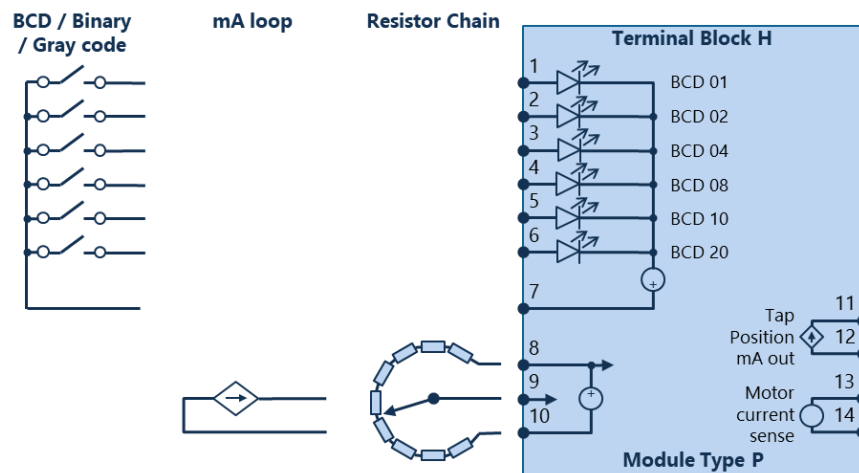 BCD / Binary
/ Gray code
mA loop
Resistor Chain
Terminal Block H
1
BCD 01
2
BCD 02
3
BCD 04
4
BCD 08
5
BCD 10
6
BCD 20
+
7
8
9
10
+
Tap
Position
mA out
11
12
Motor
current
sense
13
14
Module Type P